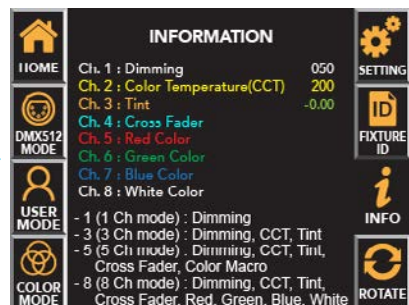 INFORMATION
HOME
Ch. 1 : Dimming 050
Ch. 2 : Color Temperature(CCT) 200
Ch. 3 : Tint -0.00
Ch. 4 : Cross Fader
Ch. 5 : Red Color
Ch. 6 : Green Color
Ch. 7 : Blue Color
Ch. 8 : White Color
- 1 (1 Ch mode) : Dimming
- 3 (3 Ch mode) : Dimming, CCT, Tint
- 5 (5 Ch mode) : Dimming, CCT, Tint,
Cross Fader, Color Macro
- 8 (8 Ch mode) : Dimming, CCT, Tint,
Cross Fader, Red, Green, Blue, White
DMX512
MODE
USER
MODE
COLOR
MODE
SETTING
ID
FIXTURE
ID
INFO
ROTATE